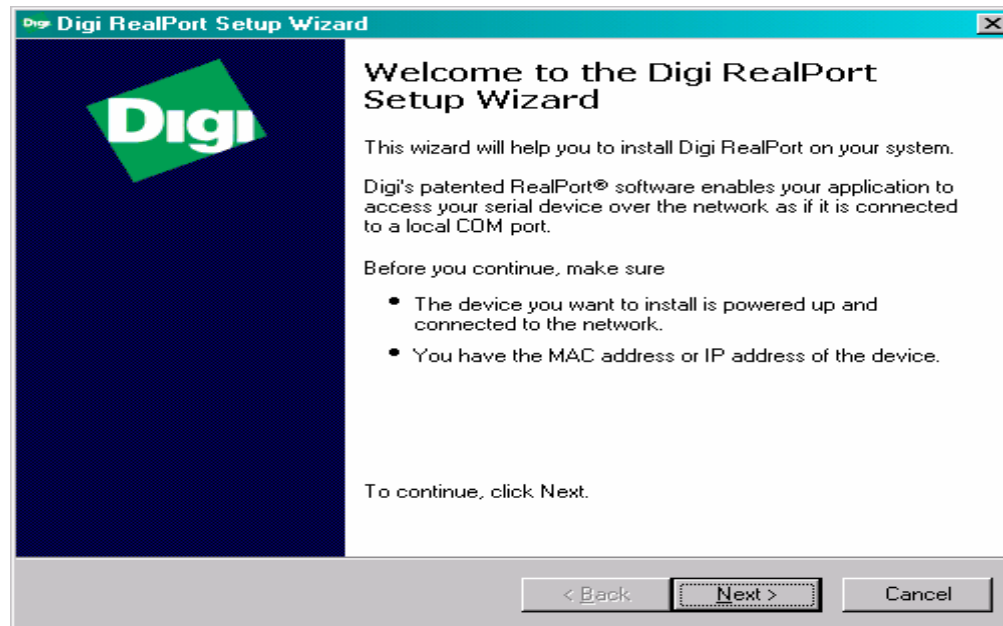 Digi Digi RealPort Setup Wizard
Digi
Welcome to the Digi RealPort
Setup Wizard
This wizard will help you to install Digi RealPort on your system.
Digi's patented RealPort® software enables your application to
access your serial device over the network as if it is connected
to a local COM port.
Before you continue, make sure
• The device you want to install is powered up and
connected to the network.
• You have the MAC address or IP address of the device.
To continue, click Next.
< Back
Next >
Cancel